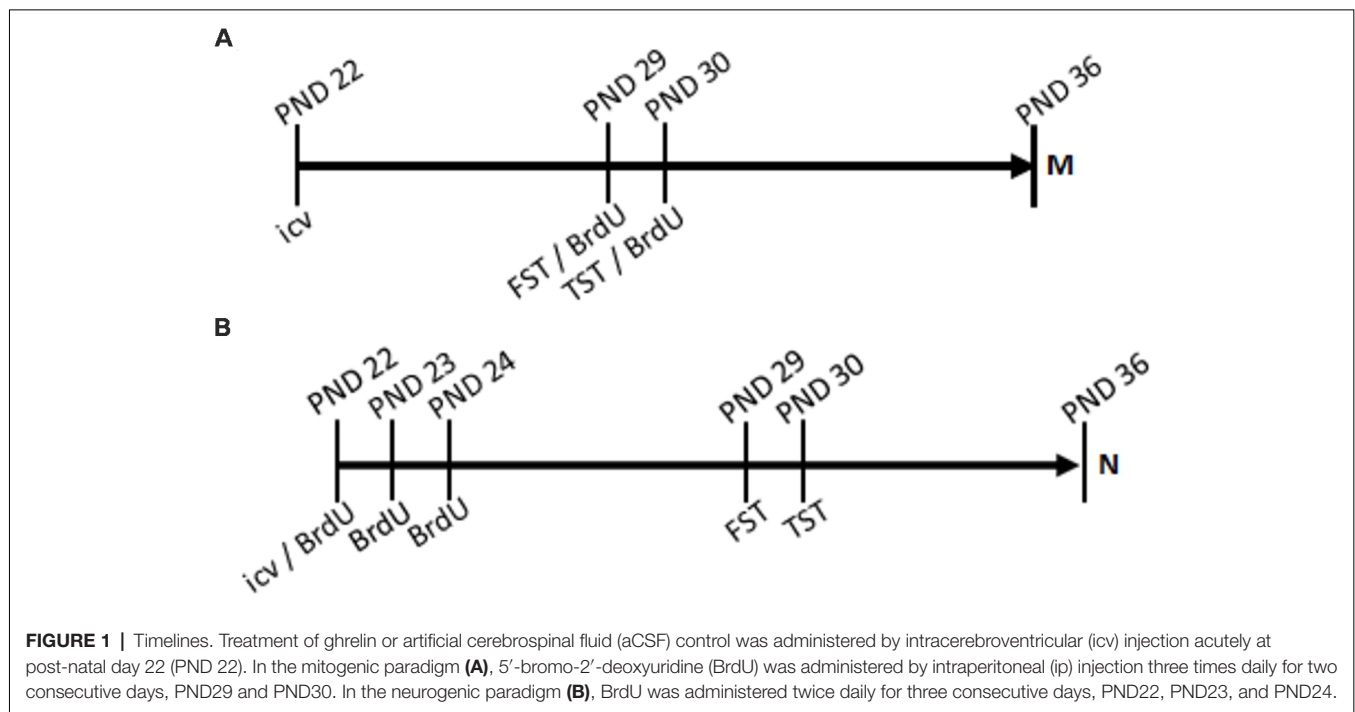 A
PND 22
PND 29
PND 30
PND 36
M
icv
FST / BrdU
TST / BrdU
B
PND 22
PND 23
PND 24
PND 29
PND 30
PND 36
N
icv / BrdU
BrdU
BrdU
FST
TST
FIGURE 1 | Timelines. Treatment of ghrelin or artificial cerebrospinal fluid (aCSF) control was administered by intracerebroventricular (icv) injection acutely at
post-natal day 22 (PND 22). In the mitogenic paradigm (A), 5′-bromo-2′-deoxyuridine (BrdU) was administered by intraperitoneal (ip) injection three times daily for two
consecutive days, PND29 and PND30. In the neurogenic paradigm (B), BrdU was administered twice daily for three consecutive days, PND22, PND23, and PND24.